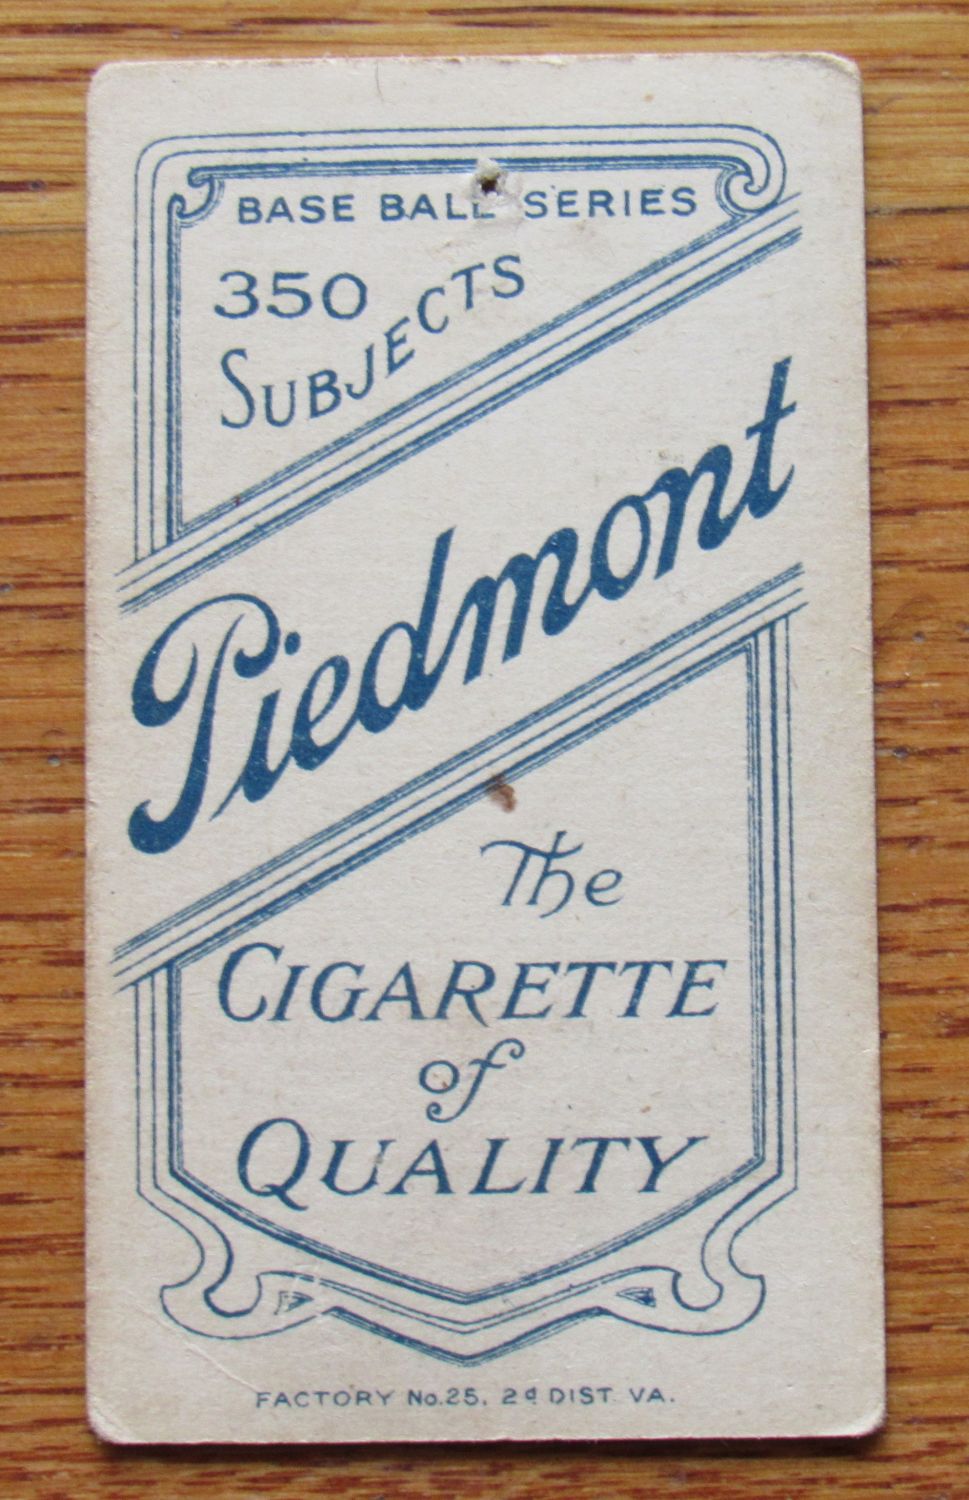 BASE BALL SERIES
350
SUBJECTS
Piedmont
The
CIGARETTE
of
QUALITY
FACTORY No.25, 2d DIST. VA.